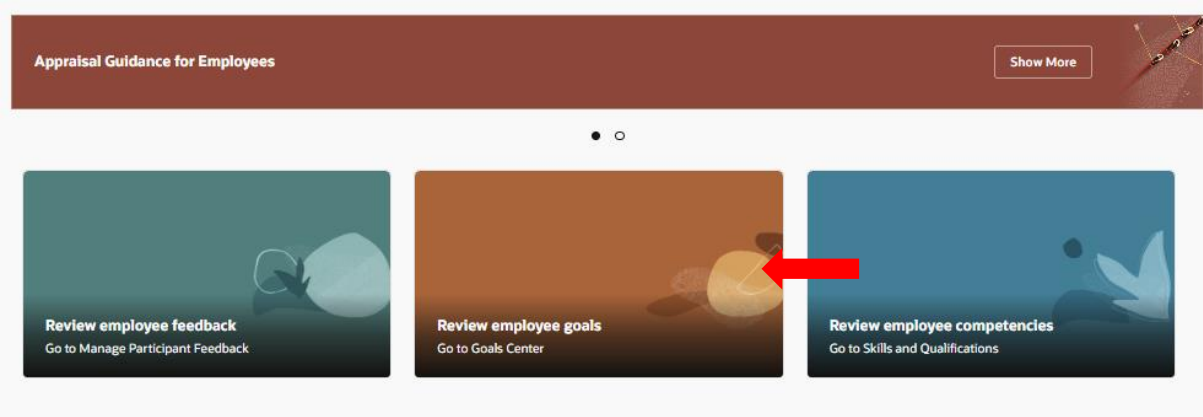 Appraisal Guidance for Employees
Show More
Review employee feedback
Go to Manage Participant Feedback
Review employee goals
Go to Goals Center
Review employee competencies
Go to Skills and Qualifications